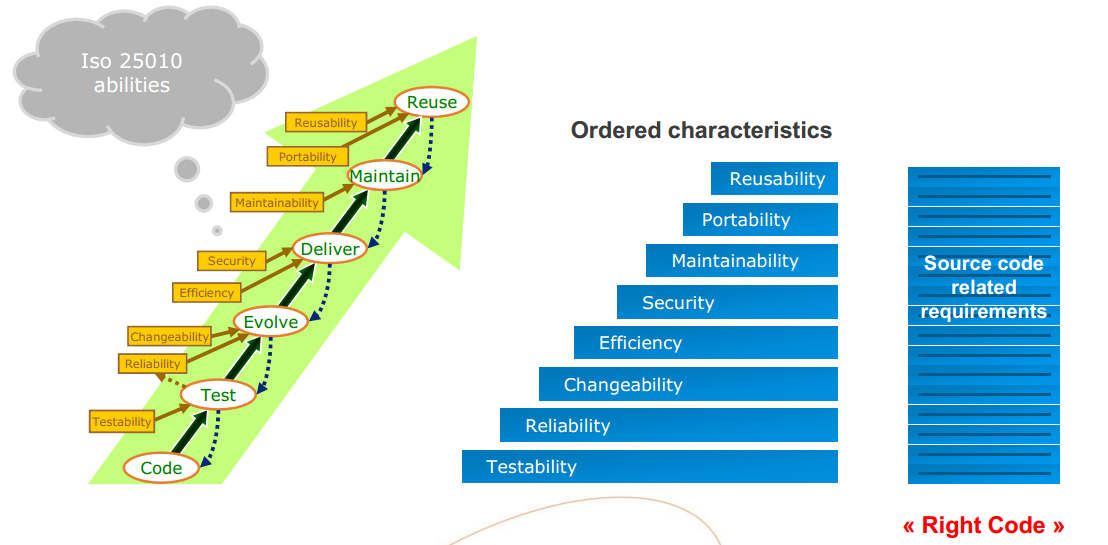 Iso 25010
abilities
Reuse
Reusability
Portability
Maintain
Maintainability
Deliver
Security
Efficiency
Evolve
Changeability
Reliability
Test
Testability
Code
Ordered characteristics
Reusability
Portability
Maintainability
Security
Efficiency
Changeability
Reliability
Testability
Source code
related
requirements
« Right Code »